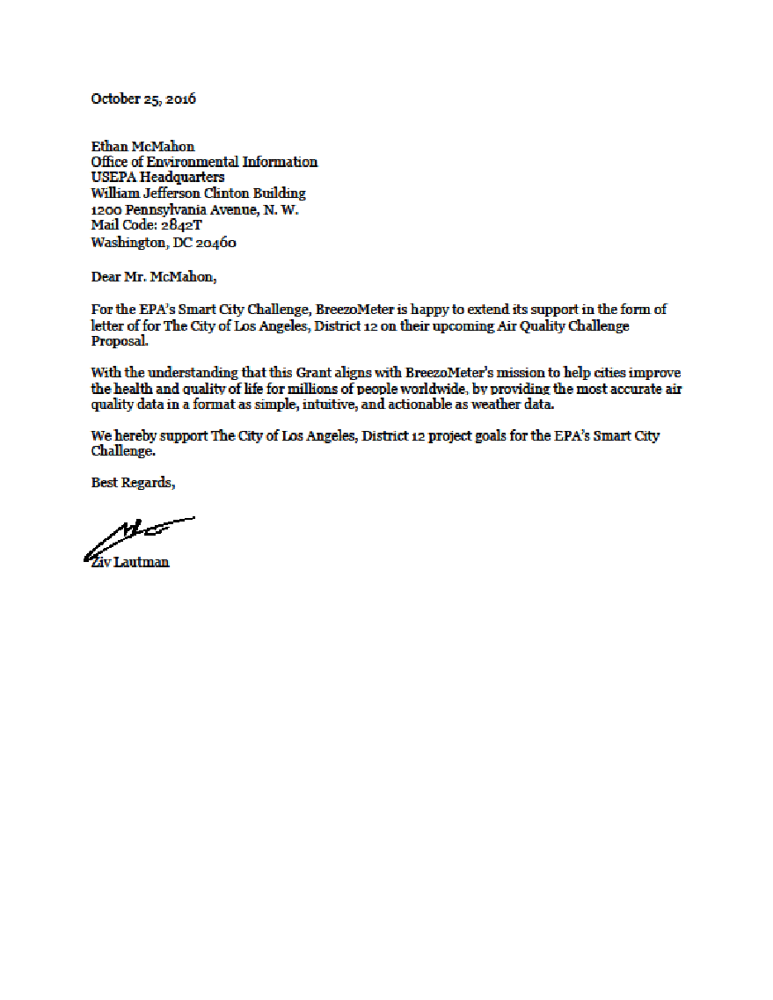 October 25, 2016
Ethan McMahon
Office of Environmental Information
USEPA Headquarters
William Jefferson Clinton Building
1200 Pennsylvania Avenue, N. W.
Mail Code: 2842T
Washington, DC 20460
Dear Mr. McMahon,
For the EPA's Smart City Challenge, BreezoMeter is happy to extend its support in the form of
letter of for The City of Los Angeles, District 12 on their upcoming Air Quality Challenge
Proposal.
With the understanding that this Grant aligns with BreezoMeter's mission to help cities improve
the health and quality of life for millions of people worldwide, by providing the most accurate air
quality data in a format as simple, intuitive, and actionable as weather data.
We hereby support The City of Los Angeles, District 12 project goals for the EPA's Smart City
Challenge.
Best Regards,
Ziv Lautman